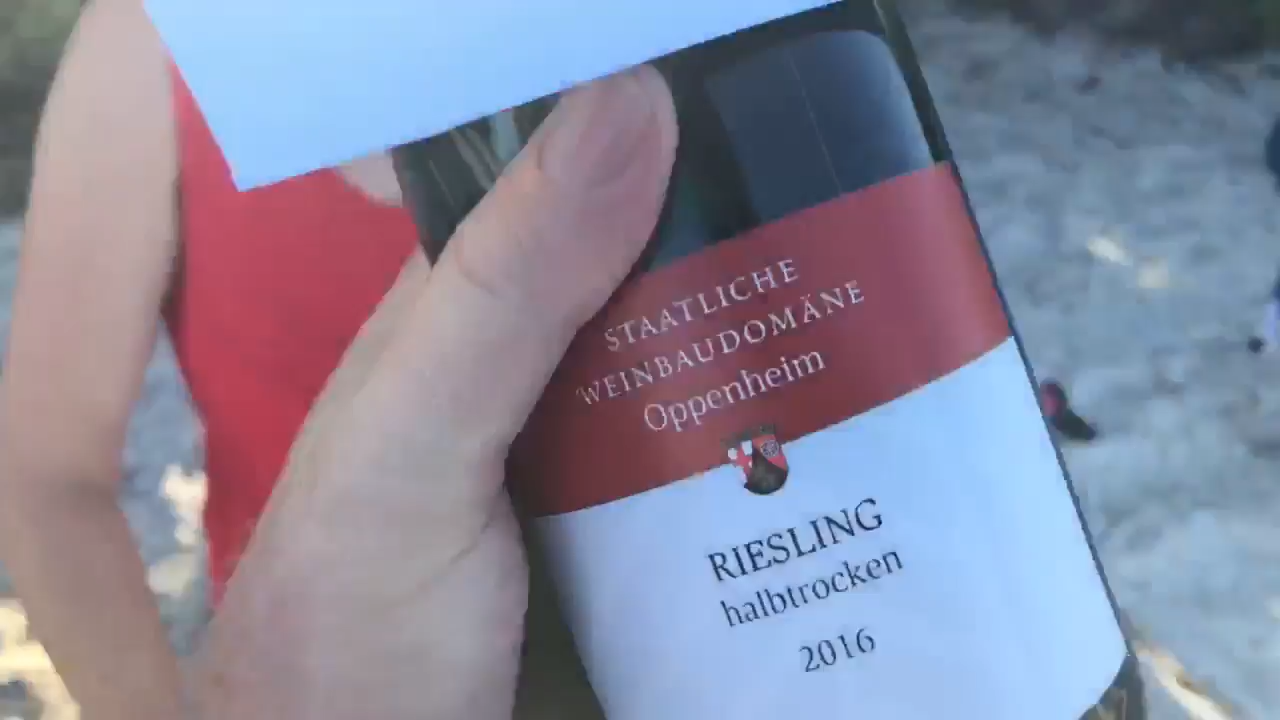 STAATLICHE
WEINBAUDOMÄNE
Oppenheim
RIESLING
halbtrocken
2016